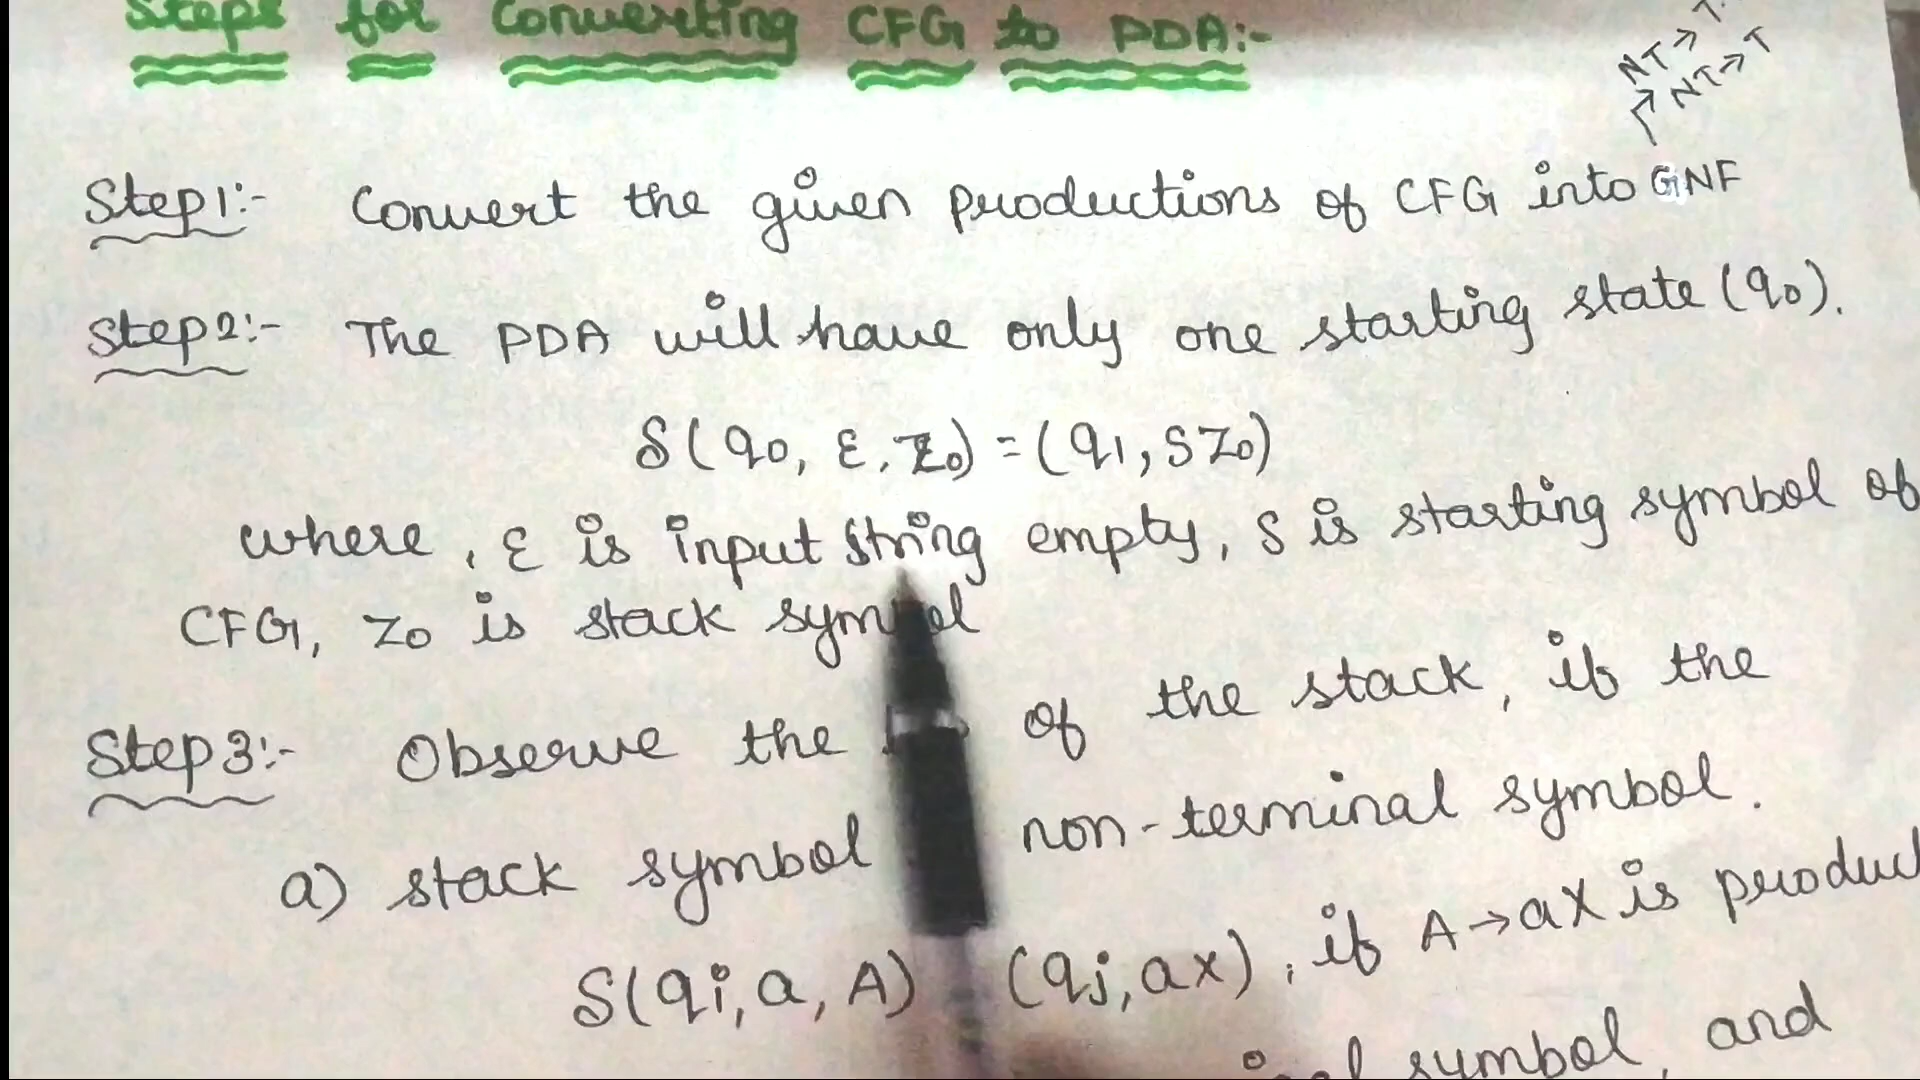 Steps for Converting CFG to PDA:-
NT → T
NT → T
Step1:- Convert the given productions of CFG into GNF
Step2:- The PDA will have only one starting state (q0).
δ(q0, ε, Z0) = (q1, SZ0)
where, ε is input string empty, S is starting symbol of
CFG, Z0 is stack symbol
Step3:- Observe the of the stack, if the
a) stack symbol non-terminal symbol.
δ(qi, a, A) (qj, ax), if A→aX is
symbol, and